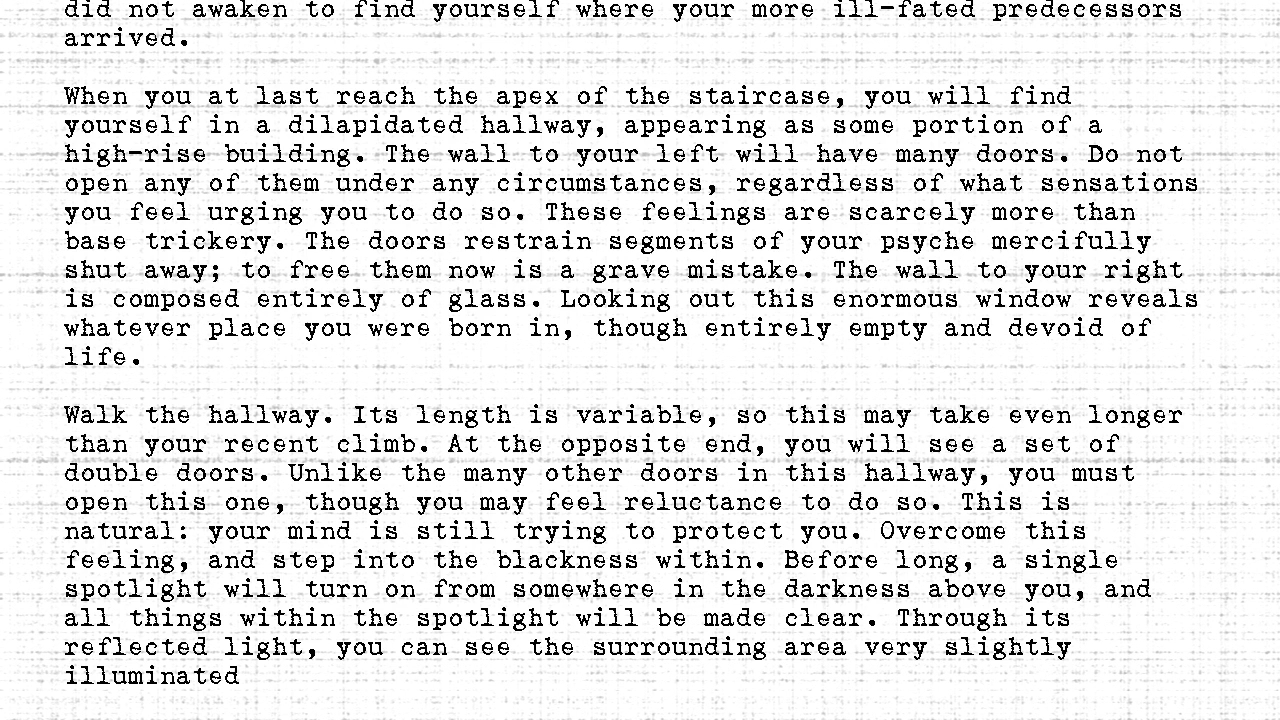 did not awaken to find yourself where your more ill-fated predecessors
arrived.
When you at last reach the apex of the staircase, you will find
yourself in a dilapidated hallway, appearing as some portion of a
high-rise building. The wall to your left will have many doors. Do not
open any of them under any circumstances, regardless of what sensations
you feel urging you to do so. These feelings are scarcely more than
base trickery. The doors restrain segments of your psyche mercifully
shut away; to free them now is a grave mistake. The wall to your right
is composed entirely of glass. Looking out this enormous window reveals
whatever place you were born in, though entirely empty and devoid of
life.
Walk the hallway. Its length is variable, so this may take even longer
than your recent climb. At the opposite end, you will see a set of
double doors. Unlike the many other doors in this hallway, you must
open this one, though you may feel reluctance to do so. This is
natural: your mind is still trying to protect you. Overcome this
feeling, and step into the blackness within. Before long, a single
spotlight will turn on from somewhere in the darkness above you, and
all things within the spotlight will be made clear. Through its
reflected light, you can see the surrounding area very slightly
illuminated